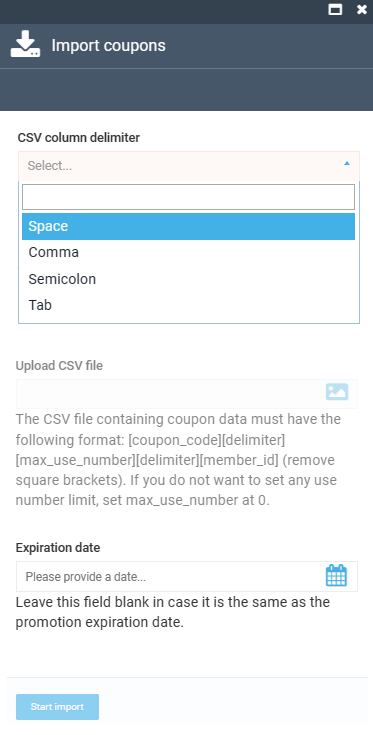 Import coupons
CSV column delimiter
Select...
Space
Comma
Semicolon
Tab
Upload CSV file
The CSV file containing coupon data must have the
following format: [coupon_code][delimiter]
[max_use_number][delimiter][member_id] (remove
square brackets). If you do not want to set any use
number limit, set max_use_number at 0.
Expiration date
Please provide a date...
Leave this field blank in case it is the same as the
promotion expiration date.
Start import